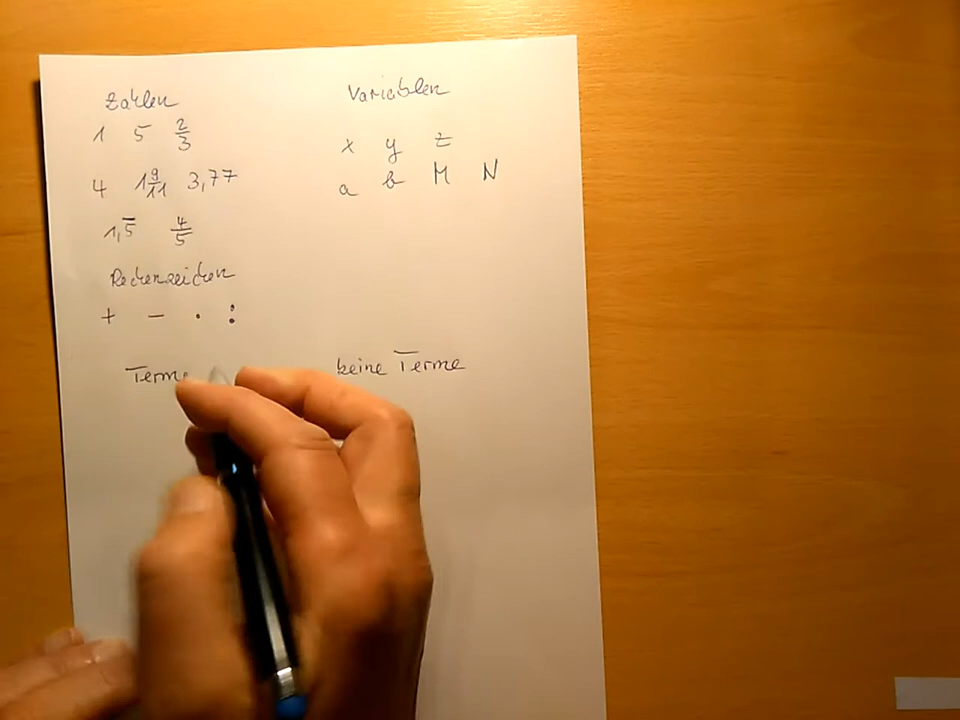 Zahlen
1 5 2/3
4 1 9/11 3,77
1,5̅ 4/5
Variablen
x y z
a b M N
Rechenzeichen
+ − · :
Terme keine Terme